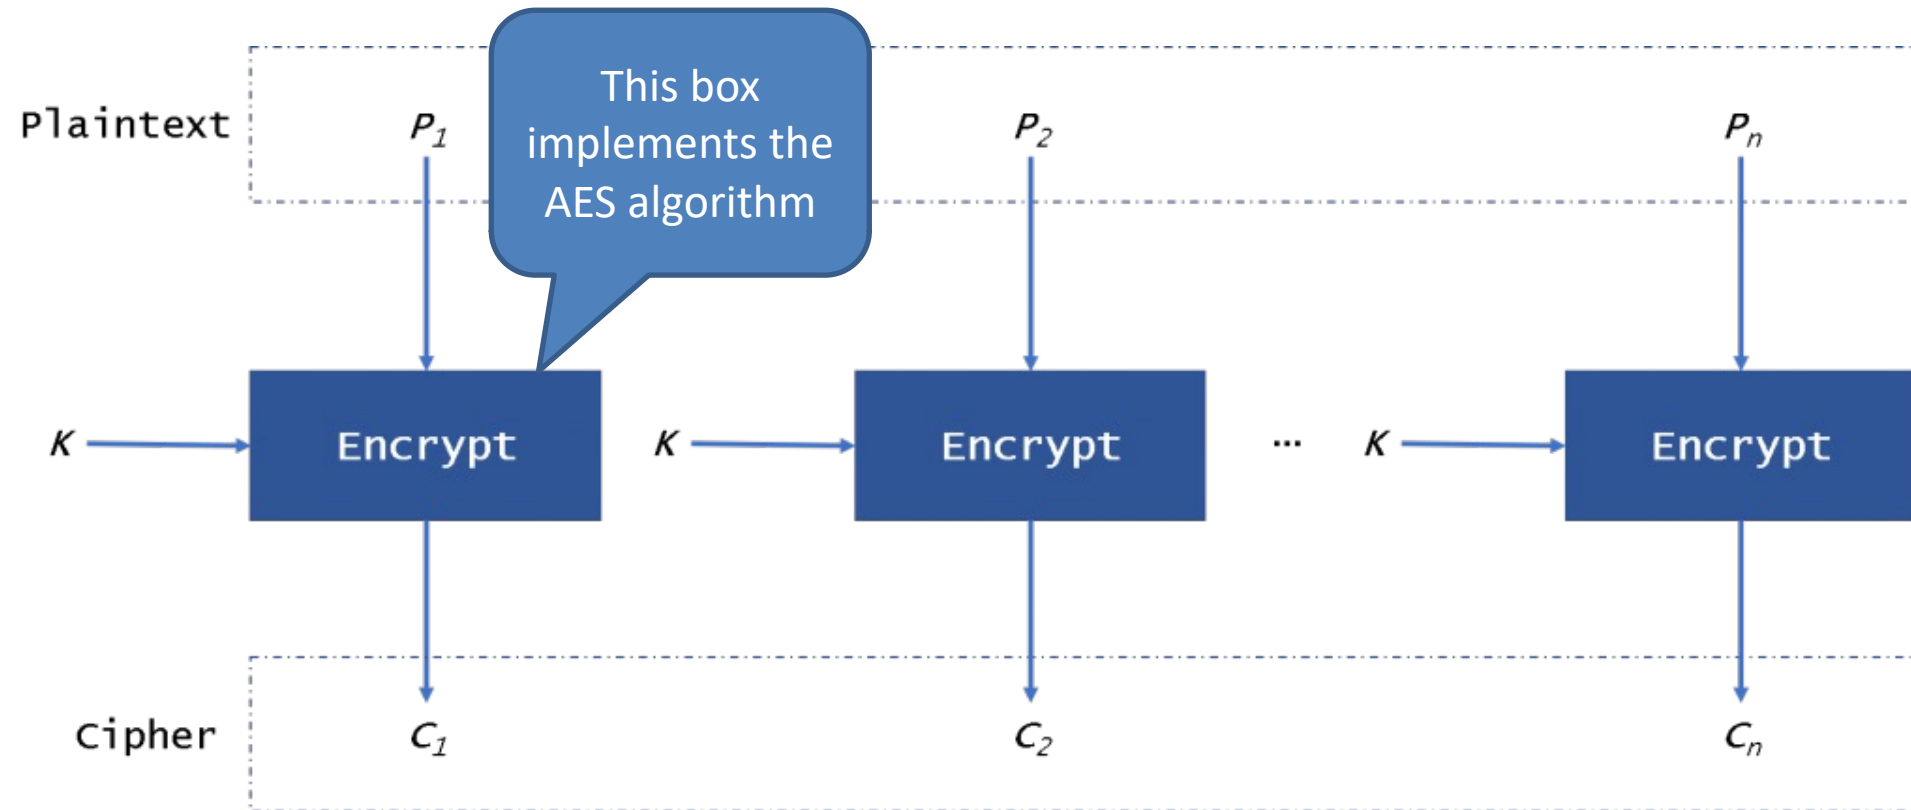 This box
implements the
AES algorithm
Plaintext P₁ P₂ Pₙ
K Encrypt K Encrypt ... K Encrypt
Cipher C₁ C₂ Cₙ